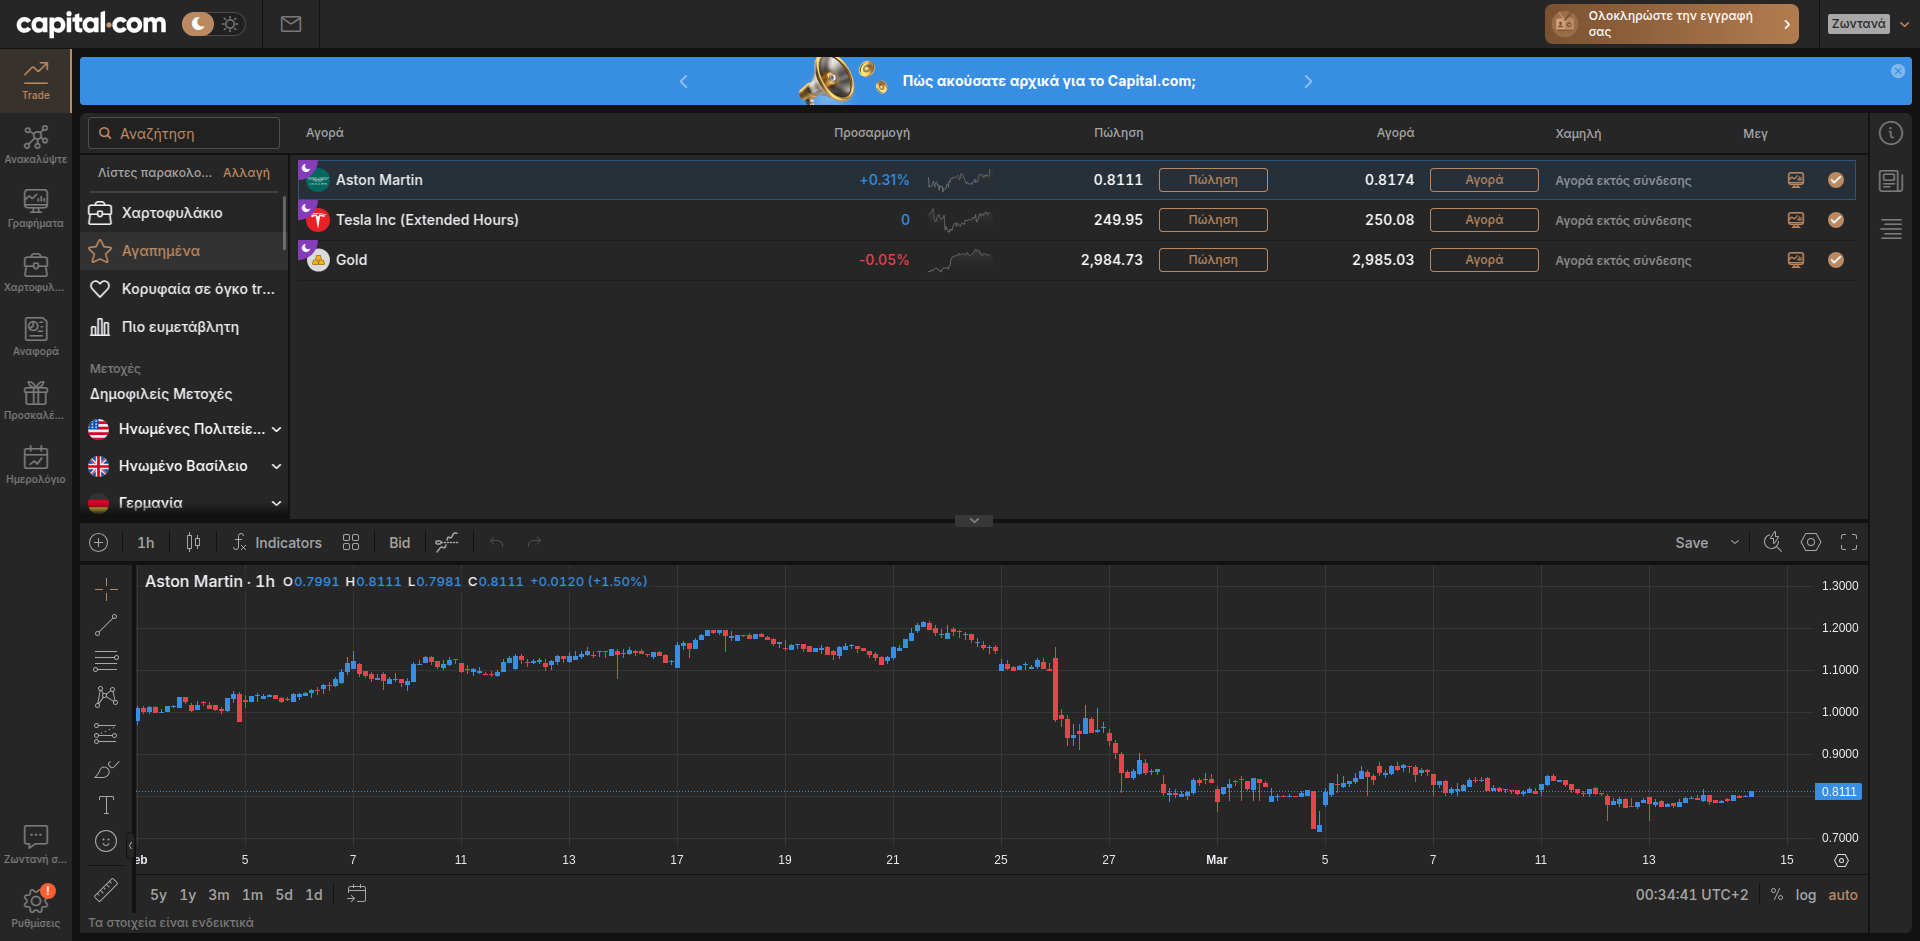 capital.com
Ολοκληρώστε την εγγραφή
σας
Ζωντανά
Trade
Ανακαλύψτε
Γραφήματα
Χαρτοφυλ...
Αναφορά
Προσκαλέ...
Ημερολόγιο
Ζωντανή σ...
Ρυθμίσεις
Πώς ακούσατε αρχικά για το Capital.com;
Αναζήτηση
Λίστες παρακολο... Αλλαγή
Χαρτοφυλάκιο
Αγαπημένα
Κορυφαία σε όγκο tr...
Πιο ευμετάβλητη
Μετοχές
Δημοφιλείς Μετοχές
Ηνωμένες Πολιτείε...
Ηνωμένο Βασίλειο
Γερμανία
Αγορά Προσαρμογή Πώληση Αγορά Χαμηλή Μεγ
Aston Martin +0.31% 0.8111 Πώληση 0.8174 Αγορά Αγορά εκτός σύνδεσης
Tesla Inc (Extended Hours) 0 249.95 Πώληση 250.08 Αγορά Αγορά εκτός σύνδεσης
Gold -0.05% 2,984.73 Πώληση 2,985.03 Αγορά Αγορά εκτός σύνδεσης
1h Indicators Bid Save
Aston Martin · 1h O0.7991 H0.8111 L0.7981 C0.8111 +0.0120 (+1.50%)
1.3000
1.2000
1.1000
1.0000
0.9000
0.8111
0.7000
eb 5 7 11 13 17 19 21 25 27 Mar 5 7 11 13 15
5y 1y 3m 1m 5d 1d 00:34:41 UTC+2 % log auto
Τα στοιχεία είναι ενδεικτικά